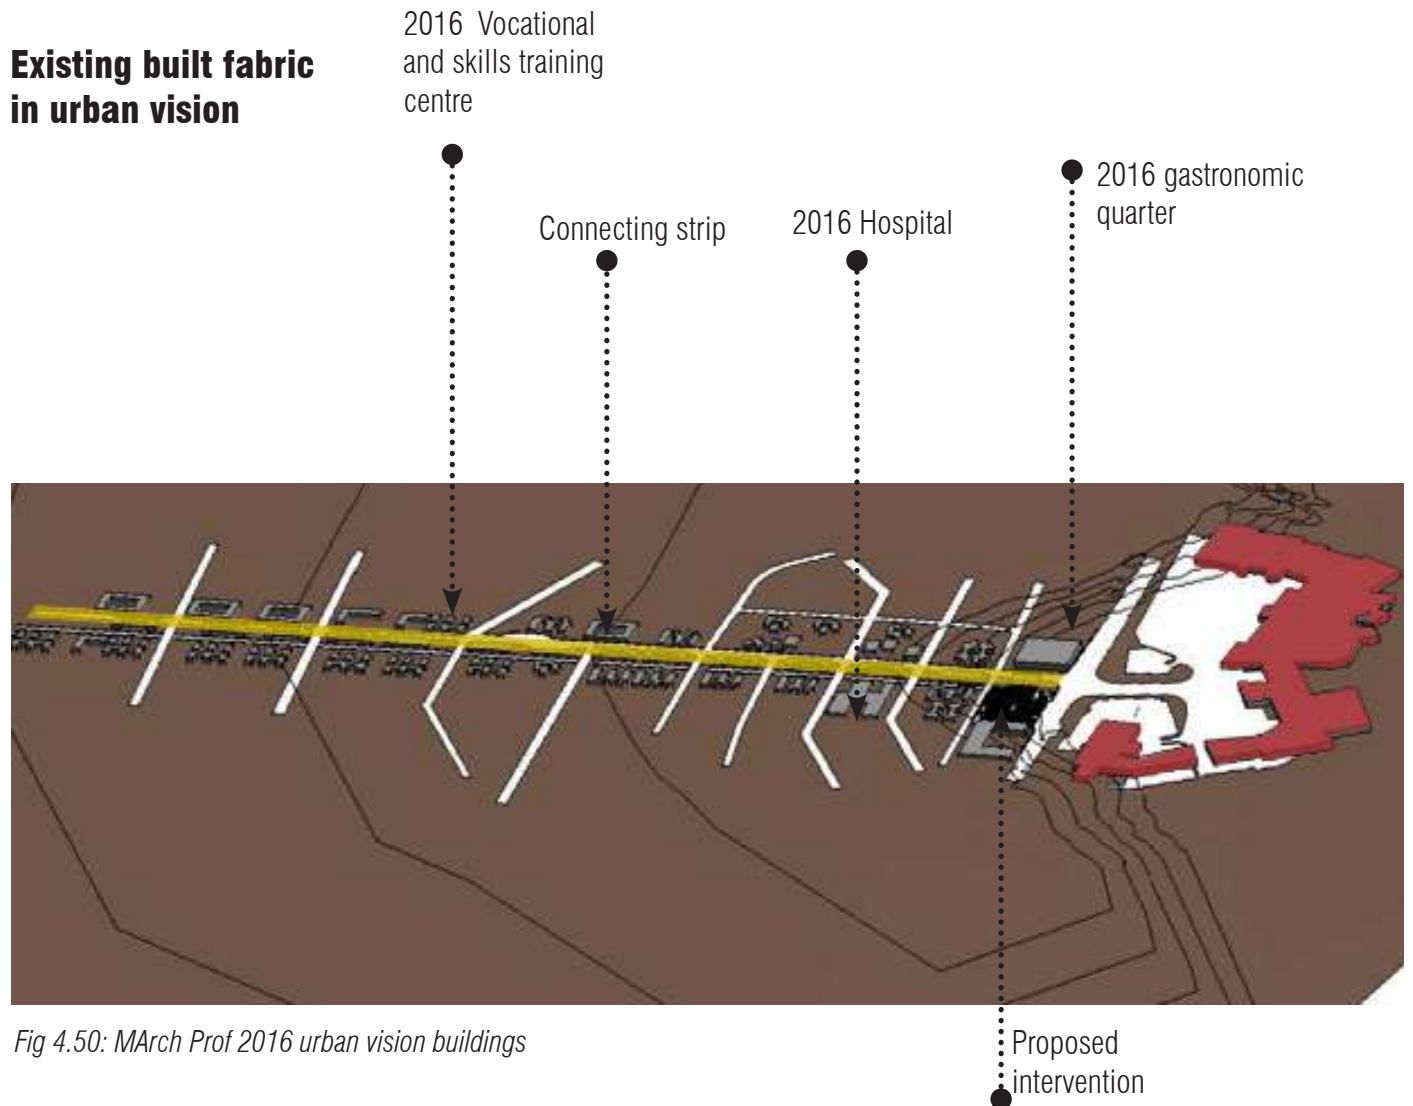 Existing built fabric
in urban vision
2016 Vocational
and skills training
centre
Connecting strip
2016 Hospital
2016 gastronomic
quarter
Fig 4.50: MArch Prof 2016 urban vision buildings
Proposed
intervention